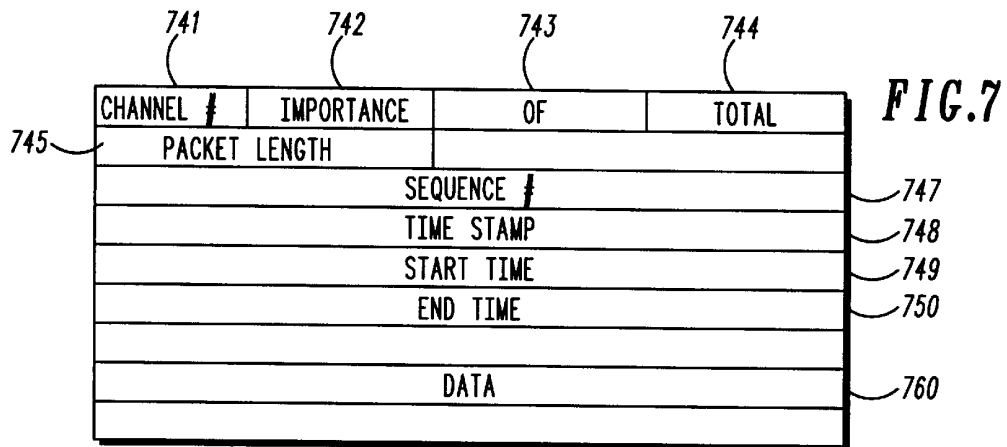 741 742 743 744
FIG.7
CHANNEL # IMPORTANCE OF TOTAL
745 PACKET LENGTH
SEQUENCE # 747
TIME STAMP 748
START TIME 749
END TIME 750
DATA 760